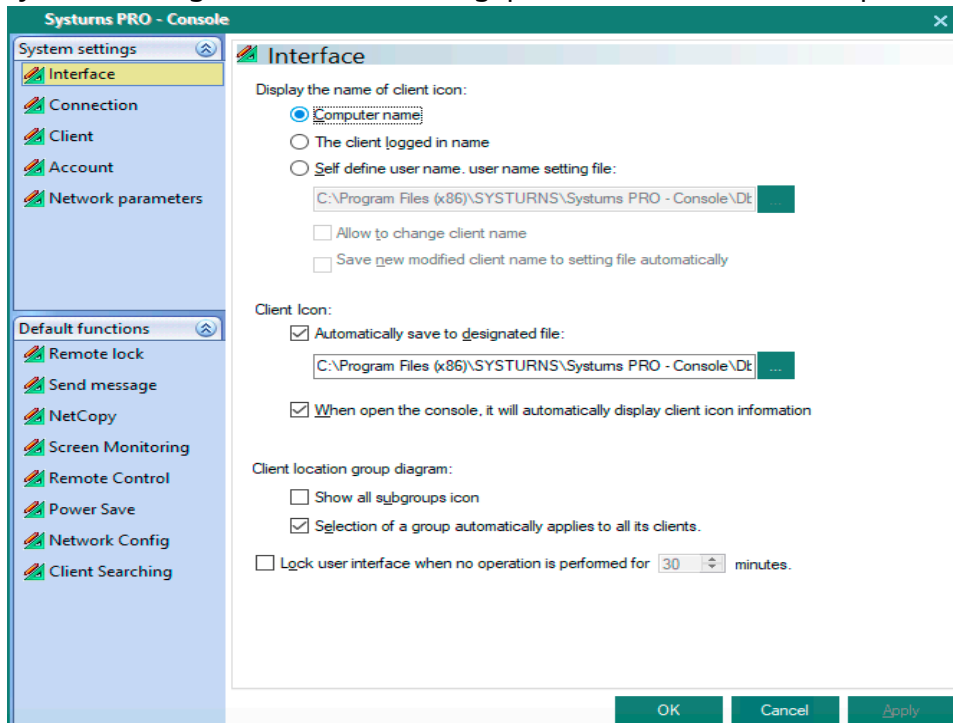 Systurns PRO - Console
System settings
Interface
Connection
Client
Account
Network parameters
Default functions
Remote lock
Send message
NetCopy
Screen Monitoring
Remote Control
Power Save
Network Config
Client Searching
Interface
Display the name of client icon:
Computer name
The client logged in name
Self define user name. user name setting file:
C:\Program Files (x86)\SYSTURNS\Systurns PRO - Console\Dt
...
Allow to change client name
Save new modified client name to setting file automatically
Client Icon:
Automatically save to designated file:
C:\Program Files (x86)\SYSTURNS\Systurns PRO - Console\Dt
...
When open the console, it will automatically display client icon information
Client location group diagram:
Show all subgroups icon
Selection of a group automatically applies to all its clients.
Lock user interface when no operation is performed for 30 minutes.
OK Cancel Apply